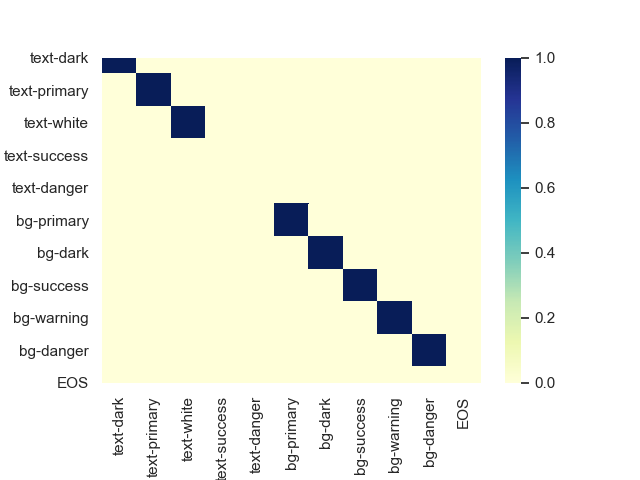 text-dark
text-primary
text-white
text-success
text-danger
bg-primary
bg-dark
bg-success
bg-warning
bg-danger
EOS
text-dark
text-primary
text-white
text-success
text-danger
bg-primary
bg-dark
bg-success
bg-warning
bg-danger
EOS
1.0
0.8
0.6
0.4
0.2
0.0